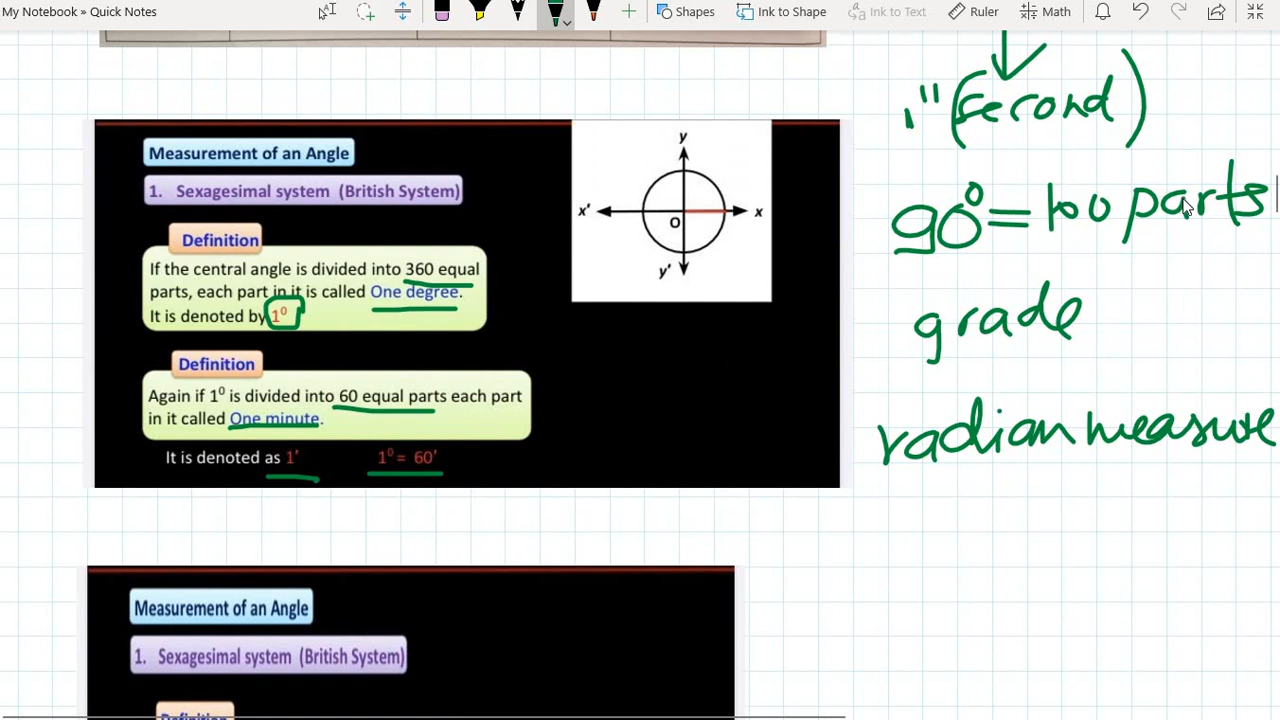 My Notebook » Quick Notes
Shapes
Ink to Shape
Ink to Text
Ruler
Math
1" (second)
90° = 100 parts
grade
radian measure
Measurement of an Angle
1. Sexagesimal system (British System)
Definition
If the central angle is divided into 360 equal
parts, each part in it is called One degree.
It is denoted by 1⁰
y
x'
O
x
y'
Definition
Again if 1⁰ is divided into 60 equal parts each part
in it called One minute.
It is denoted as 1' 1⁰ = 60'
Measurement of an Angle
1. Sexagesimal system (British System)
Definition